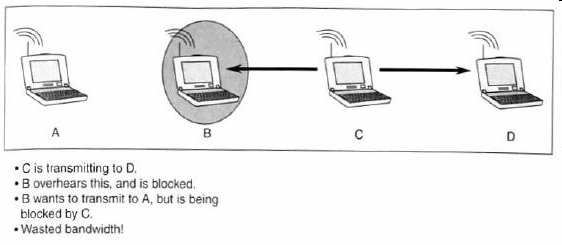 A B C D
• C is transmitting to D.
• B overhears this, and is blocked.
• B wants to transmit to A, but is being
blocked by C.
• Wasted bandwidth!